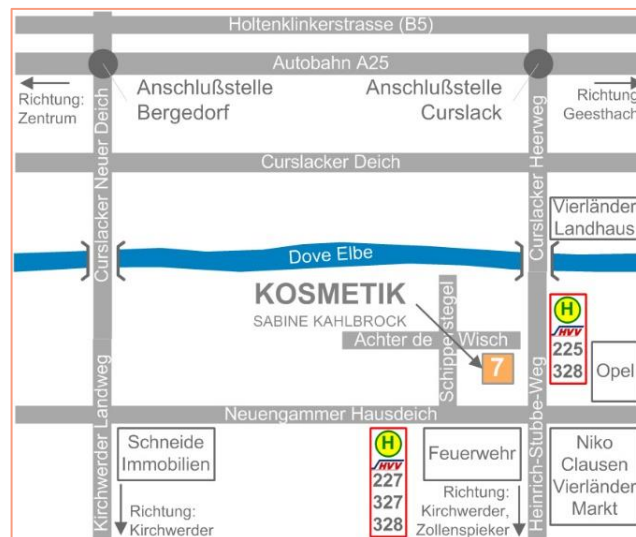 Holtenklinkerstrasse (B5)
Autobahn A25
Richtung:
Zentrum
Anschlußstelle
Bergedorf
Anschlußstelle
Curslack
Richtung
Geesthach
Curslacker Neuer Deich
Curslacker Heerweg
Curslacker Deich
Vierländer
Landhaus
Dove Elbe
KOSMETIK
SABINE KAHLBROCK
Schipperstegel
Achter de Wisch
7
H
HVV
225
328
Opel
Neuengammer Hausdeich
Kirchwerder Landweg
Heinrich-Stubbe-Weg
Schneide
Immobilien
Richtung:
Kirchwerder
H
HVV
227
327
328
Feuerwehr
Richtung:
Kirchwerder,
Zollenspieker
Niko
Clausen
Vierländer
Markt